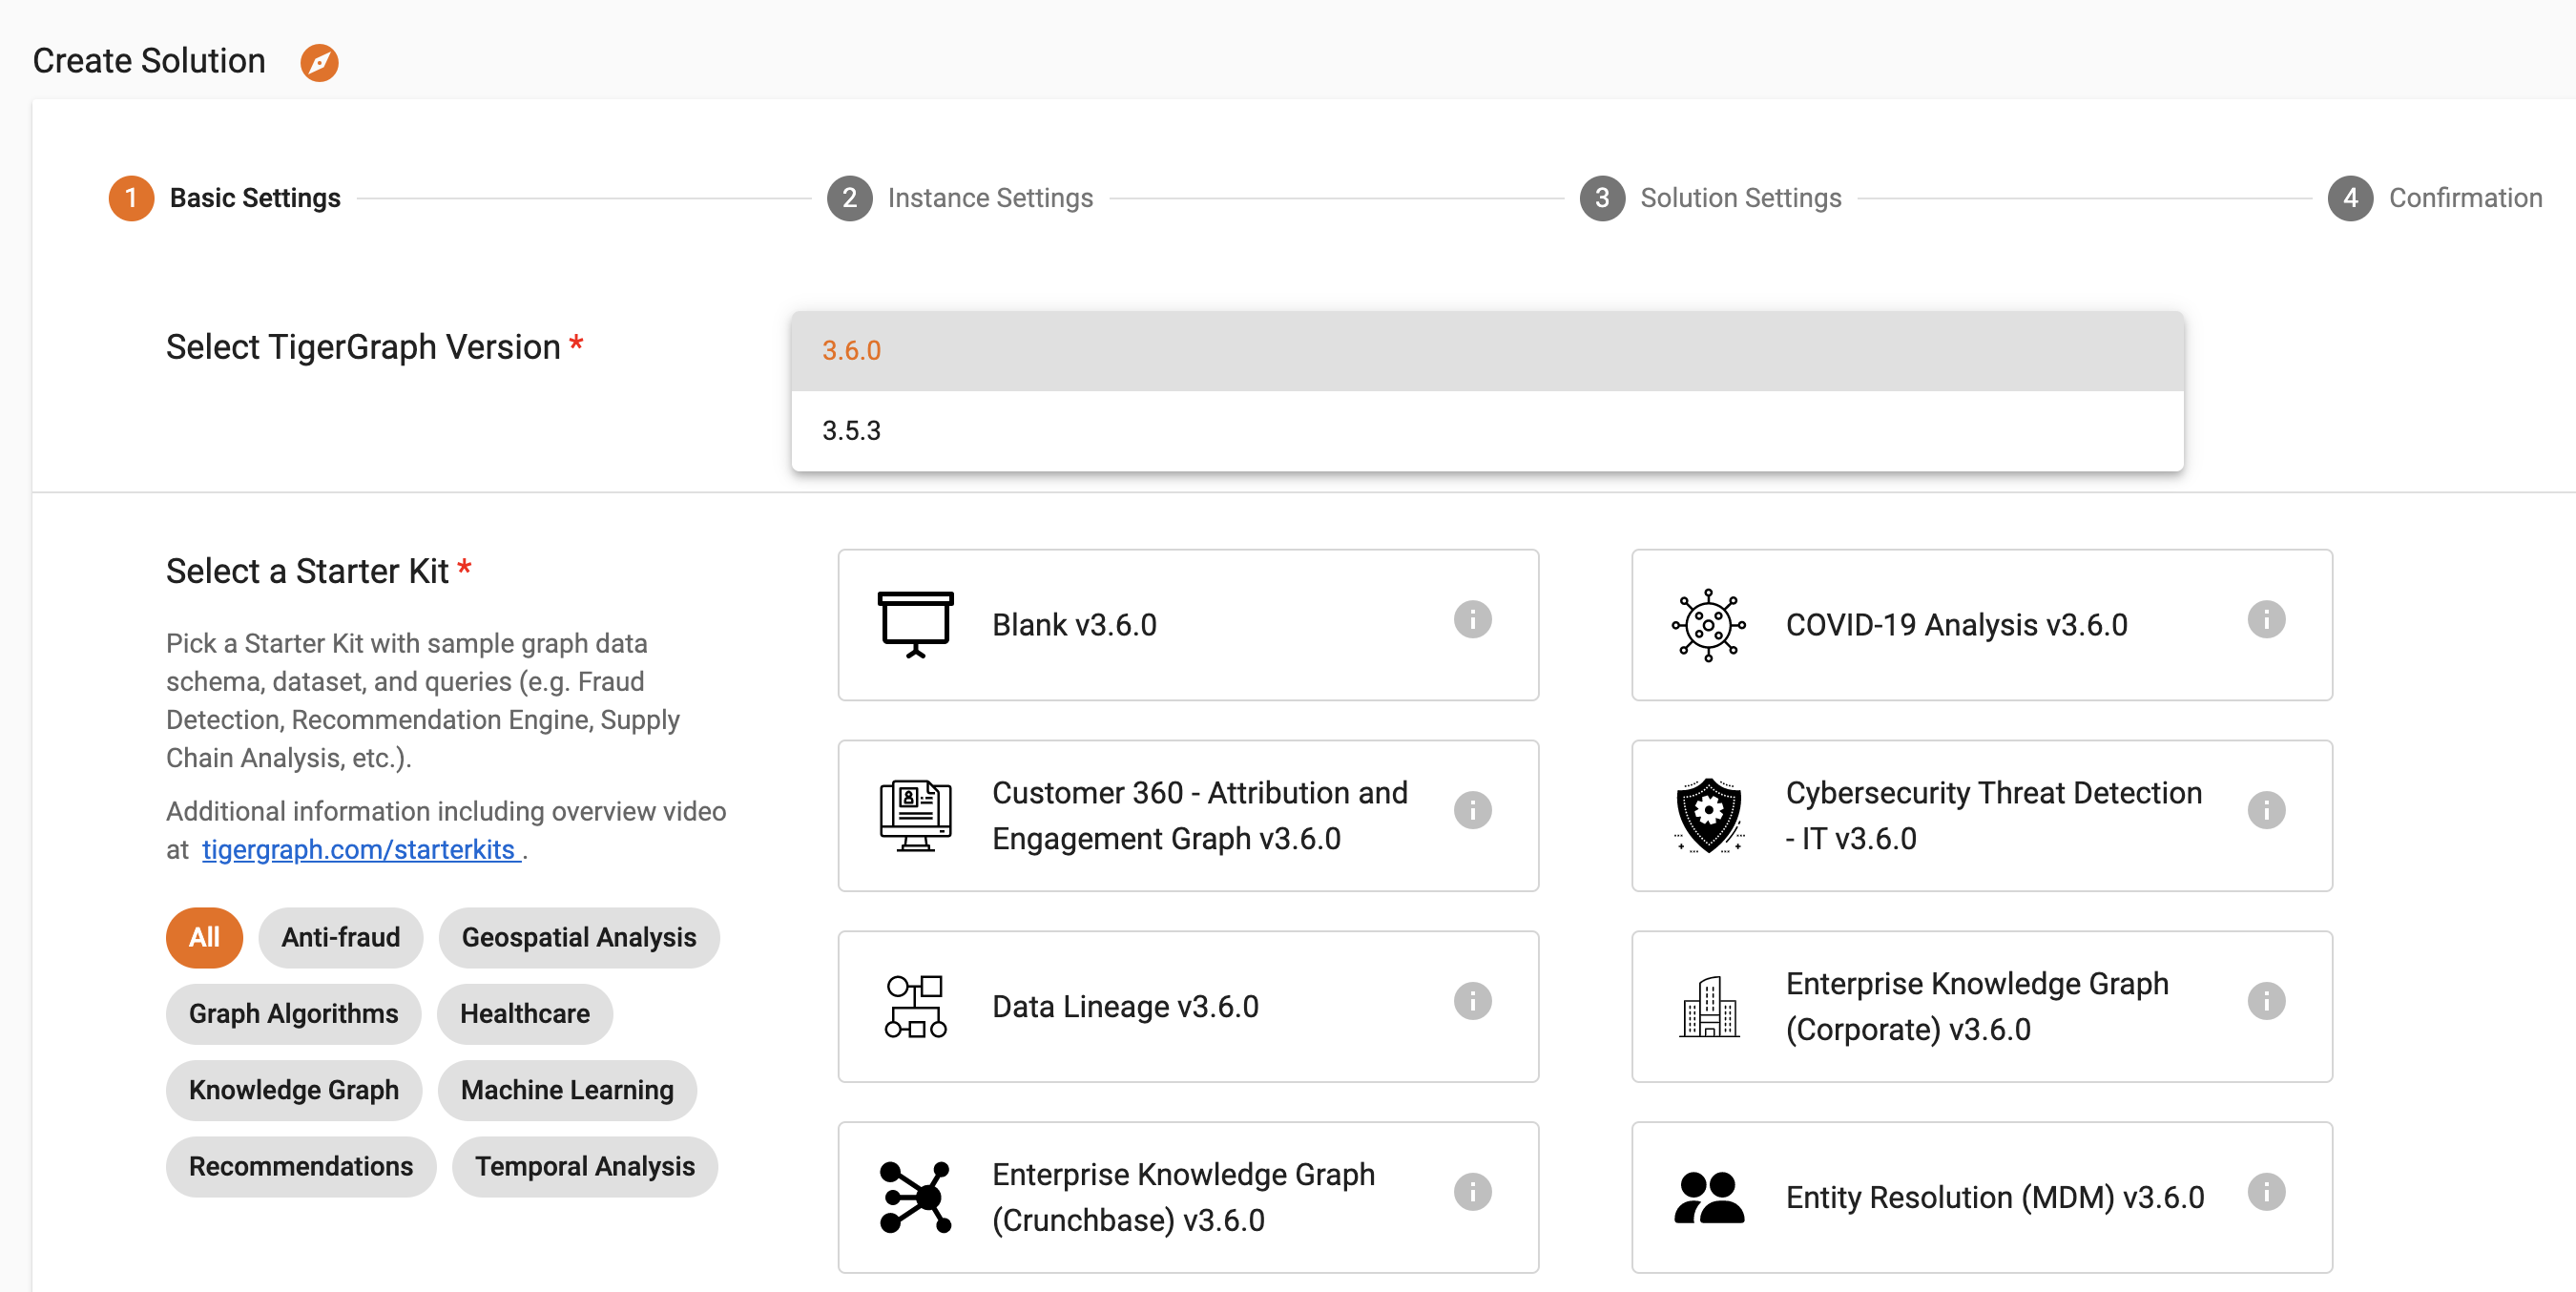 Create Solution
1 Basic Settings
2 Instance Settings
3 Solution Settings
4 Confirmation
Select TigerGraph Version *
3.6.0
3.5.3
Select a Starter Kit *
Pick a Starter Kit with sample graph data
schema, dataset, and queries (e.g. Fraud
Detection, Recommendation Engine, Supply
Chain Analysis, etc.).
Additional information including overview video
at tigergraph.com/starterkits .
All
Anti-fraud
Geospatial Analysis
Graph Algorithms
Healthcare
Knowledge Graph
Machine Learning
Recommendations
Temporal Analysis
Blank v3.6.0
i
COVID-19 Analysis v3.6.0
i
Customer 360 - Attribution and
Engagement Graph v3.6.0
i
Cybersecurity Threat Detection
- IT v3.6.0
i
Data Lineage v3.6.0
i
Enterprise Knowledge Graph
(Corporate) v3.6.0
i
Enterprise Knowledge Graph
(Crunchbase) v3.6.0
i
Entity Resolution (MDM) v3.6.0
i